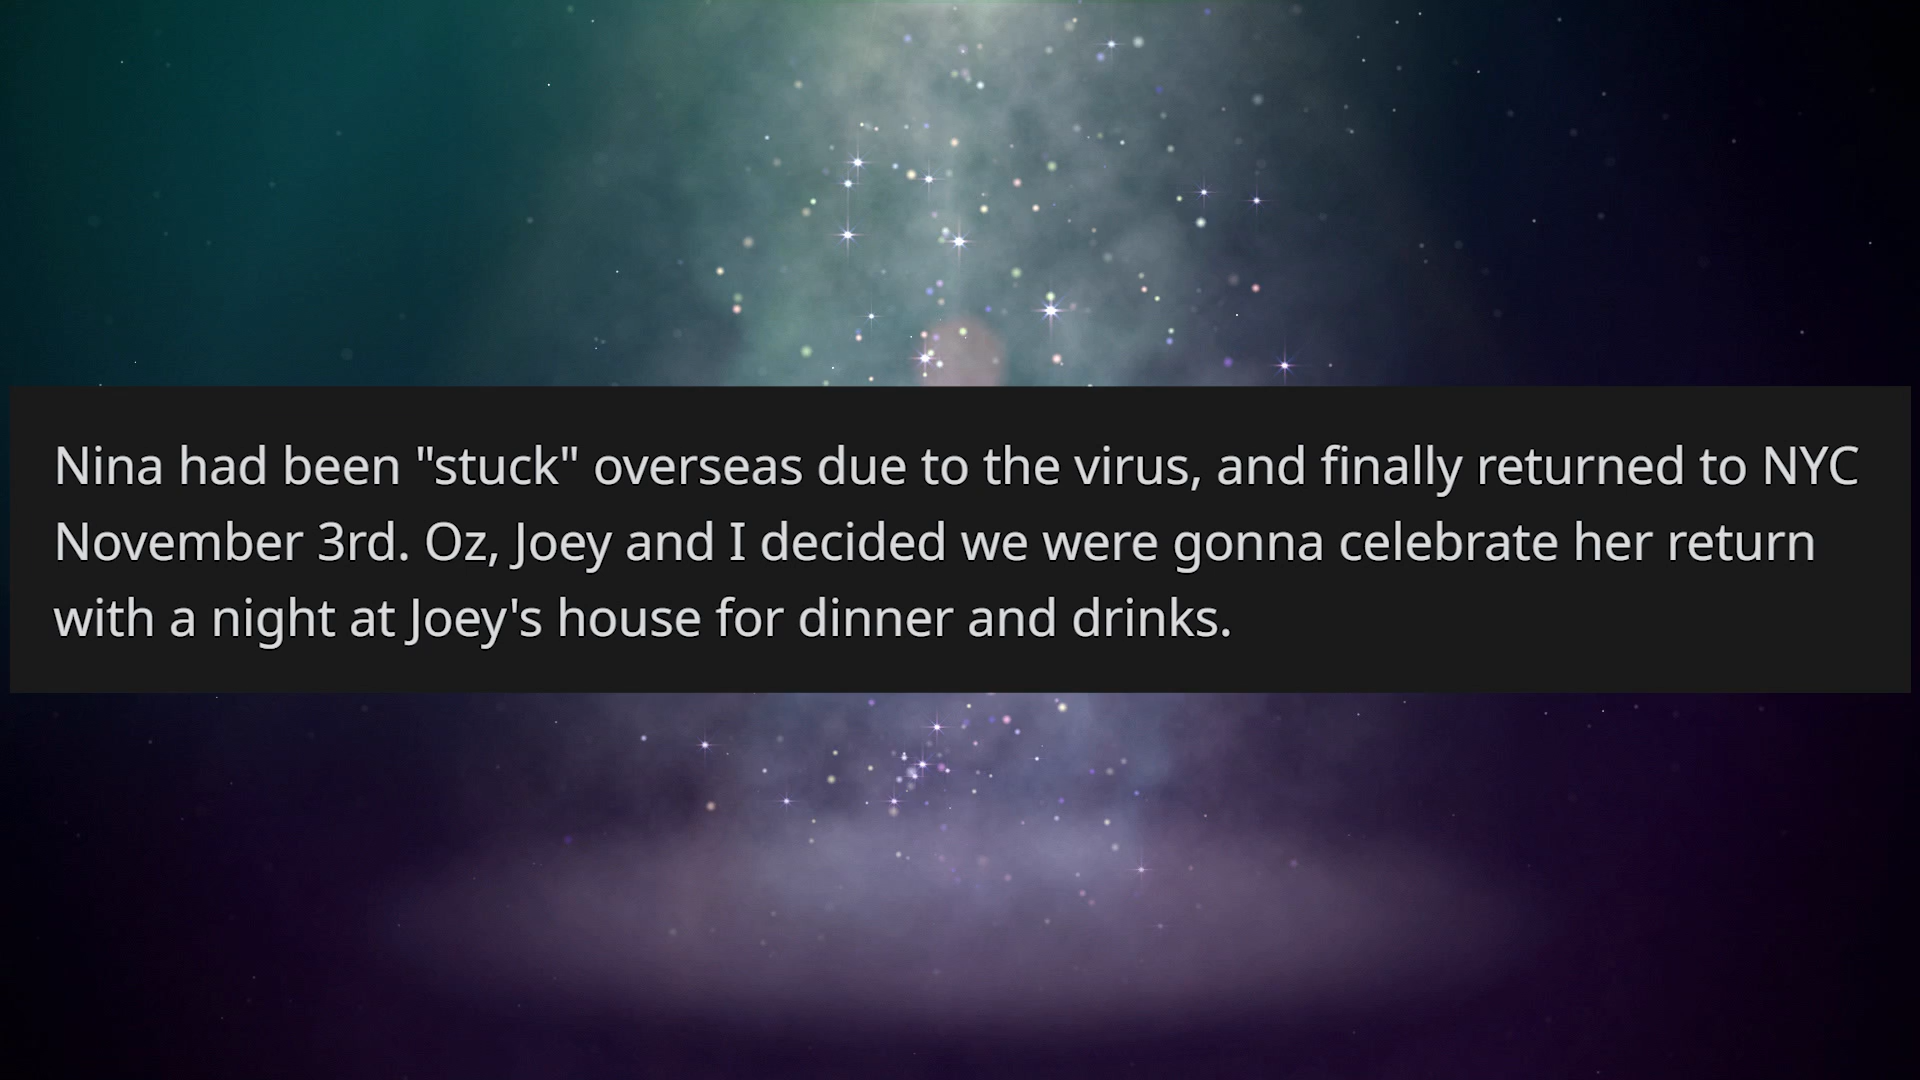 Nina had been "stuck" overseas due to the virus, and finally returned to NYC
November 3rd. Oz, Joey and I decided we were gonna celebrate her return
with a night at Joey's house for dinner and drinks.